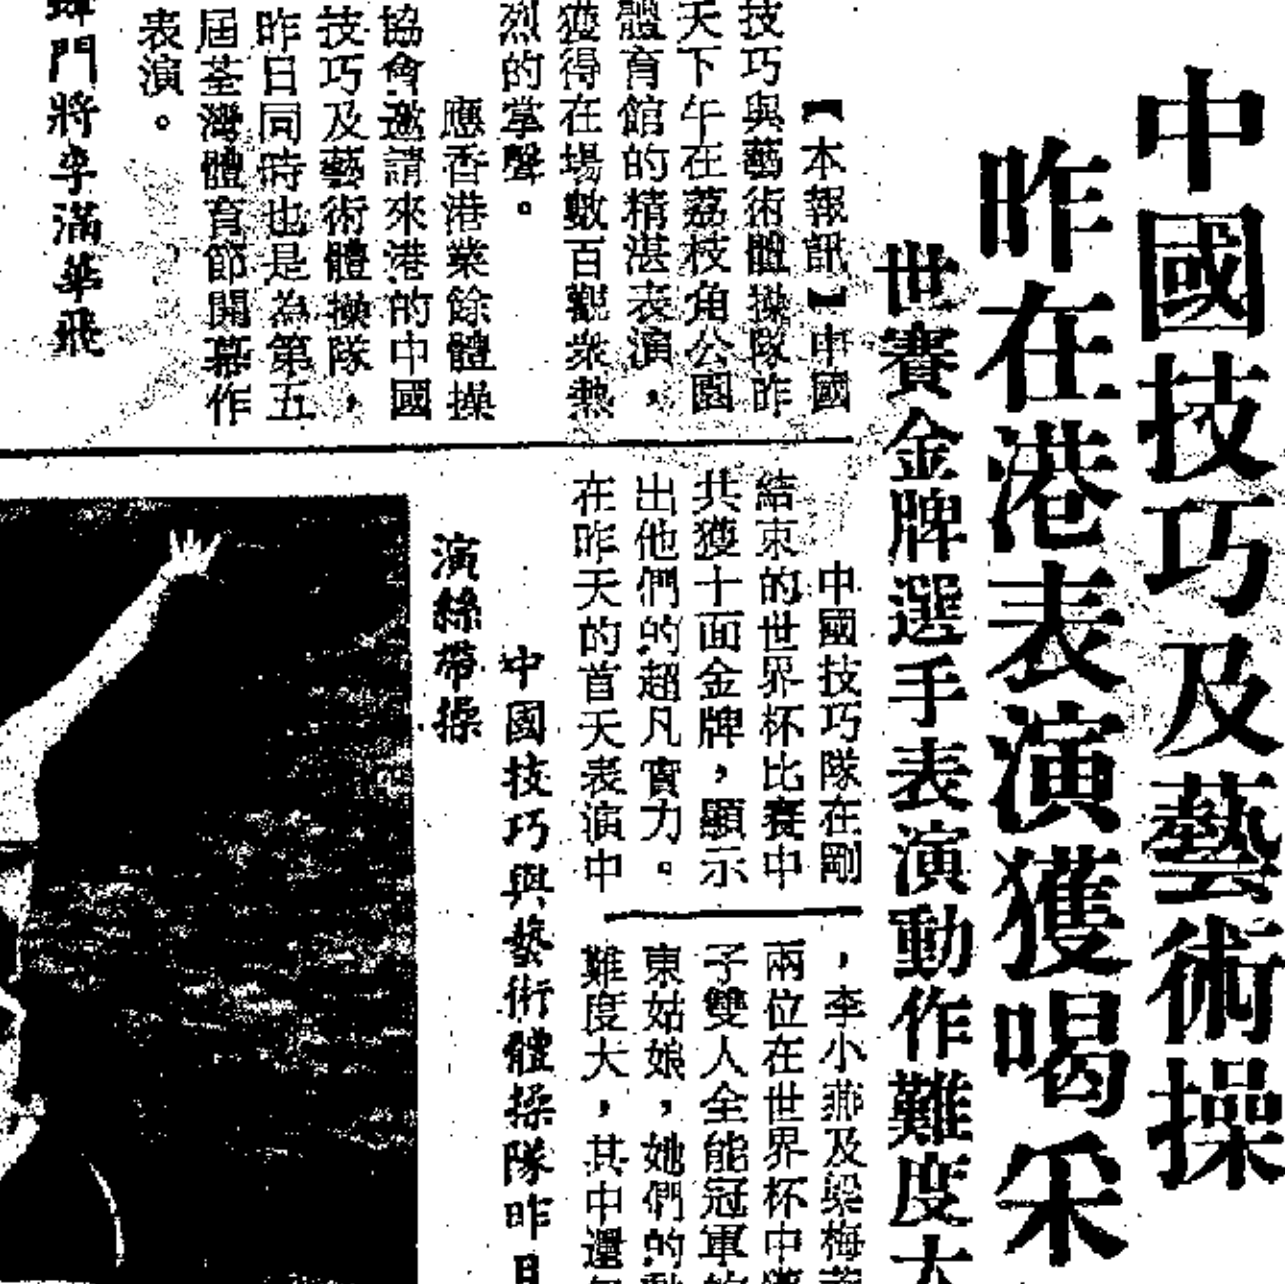 中國技巧及藝術操
昨在港表演獲喝采
世賽金牌選手表演動作難度大
【本報訊】中國
技巧與藝術體操隊昨
天下午在荔枝角公園
體育館的精湛表演，
獲得在場數百觀衆熱
烈的掌聲。
應香港業餘體操
協會邀請來港的中國
技巧及藝術體操隊，
昨日同時也是為第五
屆荃灣體育節開幕作
表演。
門將李滿華飛
中國技巧隊在剛
結束的世界杯比賽中
共獲十面金牌，顯示
出他們的超凡實力。
在昨天的首天表演中
，李小燕及梁梅
兩位在世界杯中獲
子雙人全能冠軍的
東姑娘，她們的動
難度大，其中還
中國技巧與藝術體操隊昨日
演絲帶操